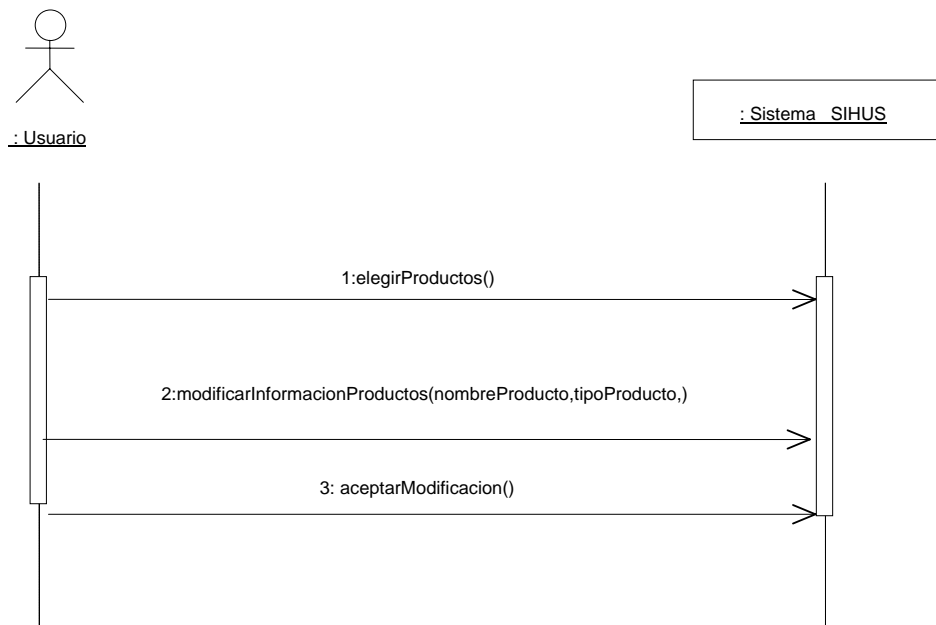 : Usuario
: Sistema SIHUS
1:elegirProductos()
2:modificarInformacionProductos(nombreProducto,tipoProducto,)
3: aceptarModificacion()